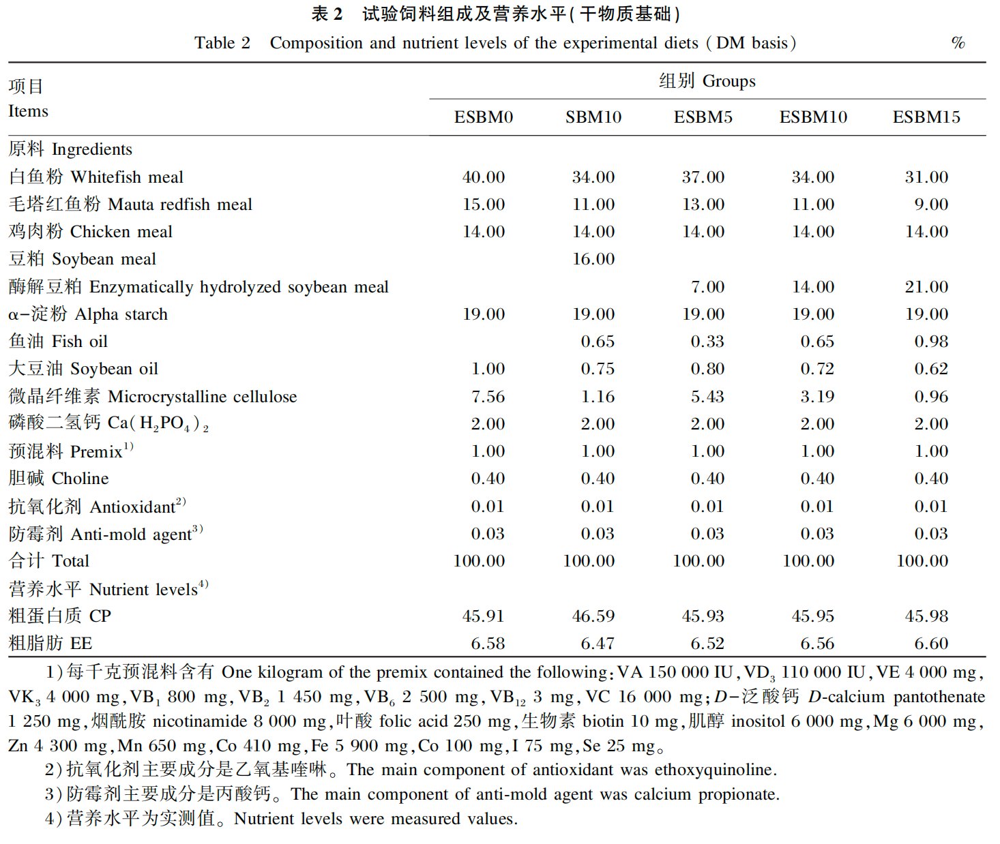 表 2 试验饲料组成及营养水平(干物质基础)
Table 2 Composition and nutrient levels of the experimental diets (DM basis) %
项目 组别 Groups
Items ESBM0 SBM10 ESBM5 ESBM10 ESBM15
原料 Ingredients
白鱼粉 Whitefish meal 40.00 34.00 37.00 34.00 31.00
毛塔红鱼粉 Mauta redfish meal 15.00 11.00 13.00 11.00 9.00
鸡肉粉 Chicken meal 14.00 14.00 14.00 14.00 14.00
豆粕 Soybean meal 16.00
酶解豆粕 Enzymatically hydrolyzed soybean meal 7.00 14.00 21.00
α-淀粉 Alpha starch 19.00 19.00 19.00 19.00 19.00
鱼油 Fish oil 0.65 0.33 0.65 0.98
大豆油 Soybean oil 1.00 0.75 0.80 0.72 0.62
微晶纤维素 Microcrystalline cellulose 7.56 1.16 5.43 3.19 0.96
磷酸二氢钙 Ca(H2PO4)2 2.00 2.00 2.00 2.00 2.00
预混料 Premix1) 1.00 1.00 1.00 1.00 1.00
胆碱 Choline 0.40 0.40 0.40 0.40 0.40
抗氧化剂 Antioxidant2) 0.01 0.01 0.01 0.01 0.01
防霉剂 Anti-mold agent3) 0.03 0.03 0.03 0.03 0.03
合计 Total 100.00 100.00 100.00 100.00 100.00
营养水平 Nutrient levels4)
粗蛋白质 CP 45.91 46.59 45.93 45.95 45.98
粗脂肪 EE 6.58 6.47 6.52 6.56 6.60
1)每千克预混料含有 One kilogram of the premix contained the following:VA 150 000 IU,VD3 110 000 IU,VE 4 000 mg,
VK3 4 000 mg,VB1 800 mg,VB2 1 450 mg,VB6 2 500 mg,VB12 3 mg,VC 16 000 mg;D-泛酸钙 D-calcium pantothenate
1 250 mg,烟酰胺 nicotinamide 8 000 mg,叶酸 folic acid 250 mg,生物素 biotin 10 mg,肌醇 inositol 6 000 mg,Mg 6 000 mg,
Zn 4 300 mg,Mn 650 mg,Co 410 mg,Fe 5 900 mg,Co 100 mg,I 75 mg,Se 25 mg。
2)抗氧化剂主要成分是乙氧基喹啉。The main component of antioxidant was ethoxyquinoline.
3)防霉剂主要成分是丙酸钙。The main component of anti-mold agent was calcium propionate.
4)营养水平为实测值。Nutrient levels were measured values.